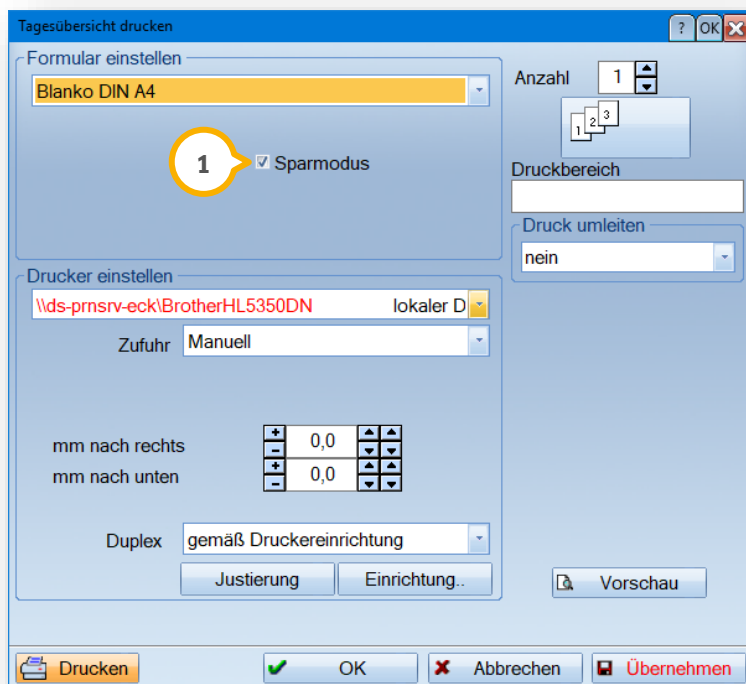 Tagesübersicht drucken
? OK
Formular einstellen
Blanko DIN A4
1
Sparmodus
Anzahl 1
1 2 3
Druckbereich
Druck umleiten
nein
Drucker einstellen
\\ds-prnsrv-eck\BrotherHL5350DN lokaler D
Zufuhr Manuell
mm nach rechts + - 0,0
mm nach unten + - 0,0
Duplex gemäß Druckereinrichtung
Justierung Einrichtung..
Vorschau
Drucken OK Abbrechen Übernehmen